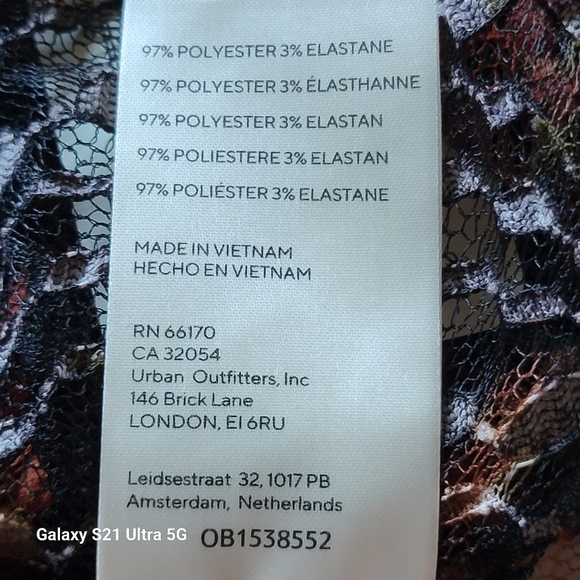 97% POLYESTER 3% ELASTANE
97% POLYESTER 3% ÉLASTHANNE
97% POLYESTER 3% ELASTAN
97% POLIESTERE 3% ELASTAN
97% POLIÉSTER 3% ELASTANE
MADE IN VIETNAM
HECHO EN VIETNAM
RN 66170
CA 32054
Urban Outfitters, Inc
146 Brick Lane
LONDON, EI 6RU
Leidsestraat 32, 1017 PB
Amsterdam, Netherlands
Galaxy S21 Ultra 5G OB1538552